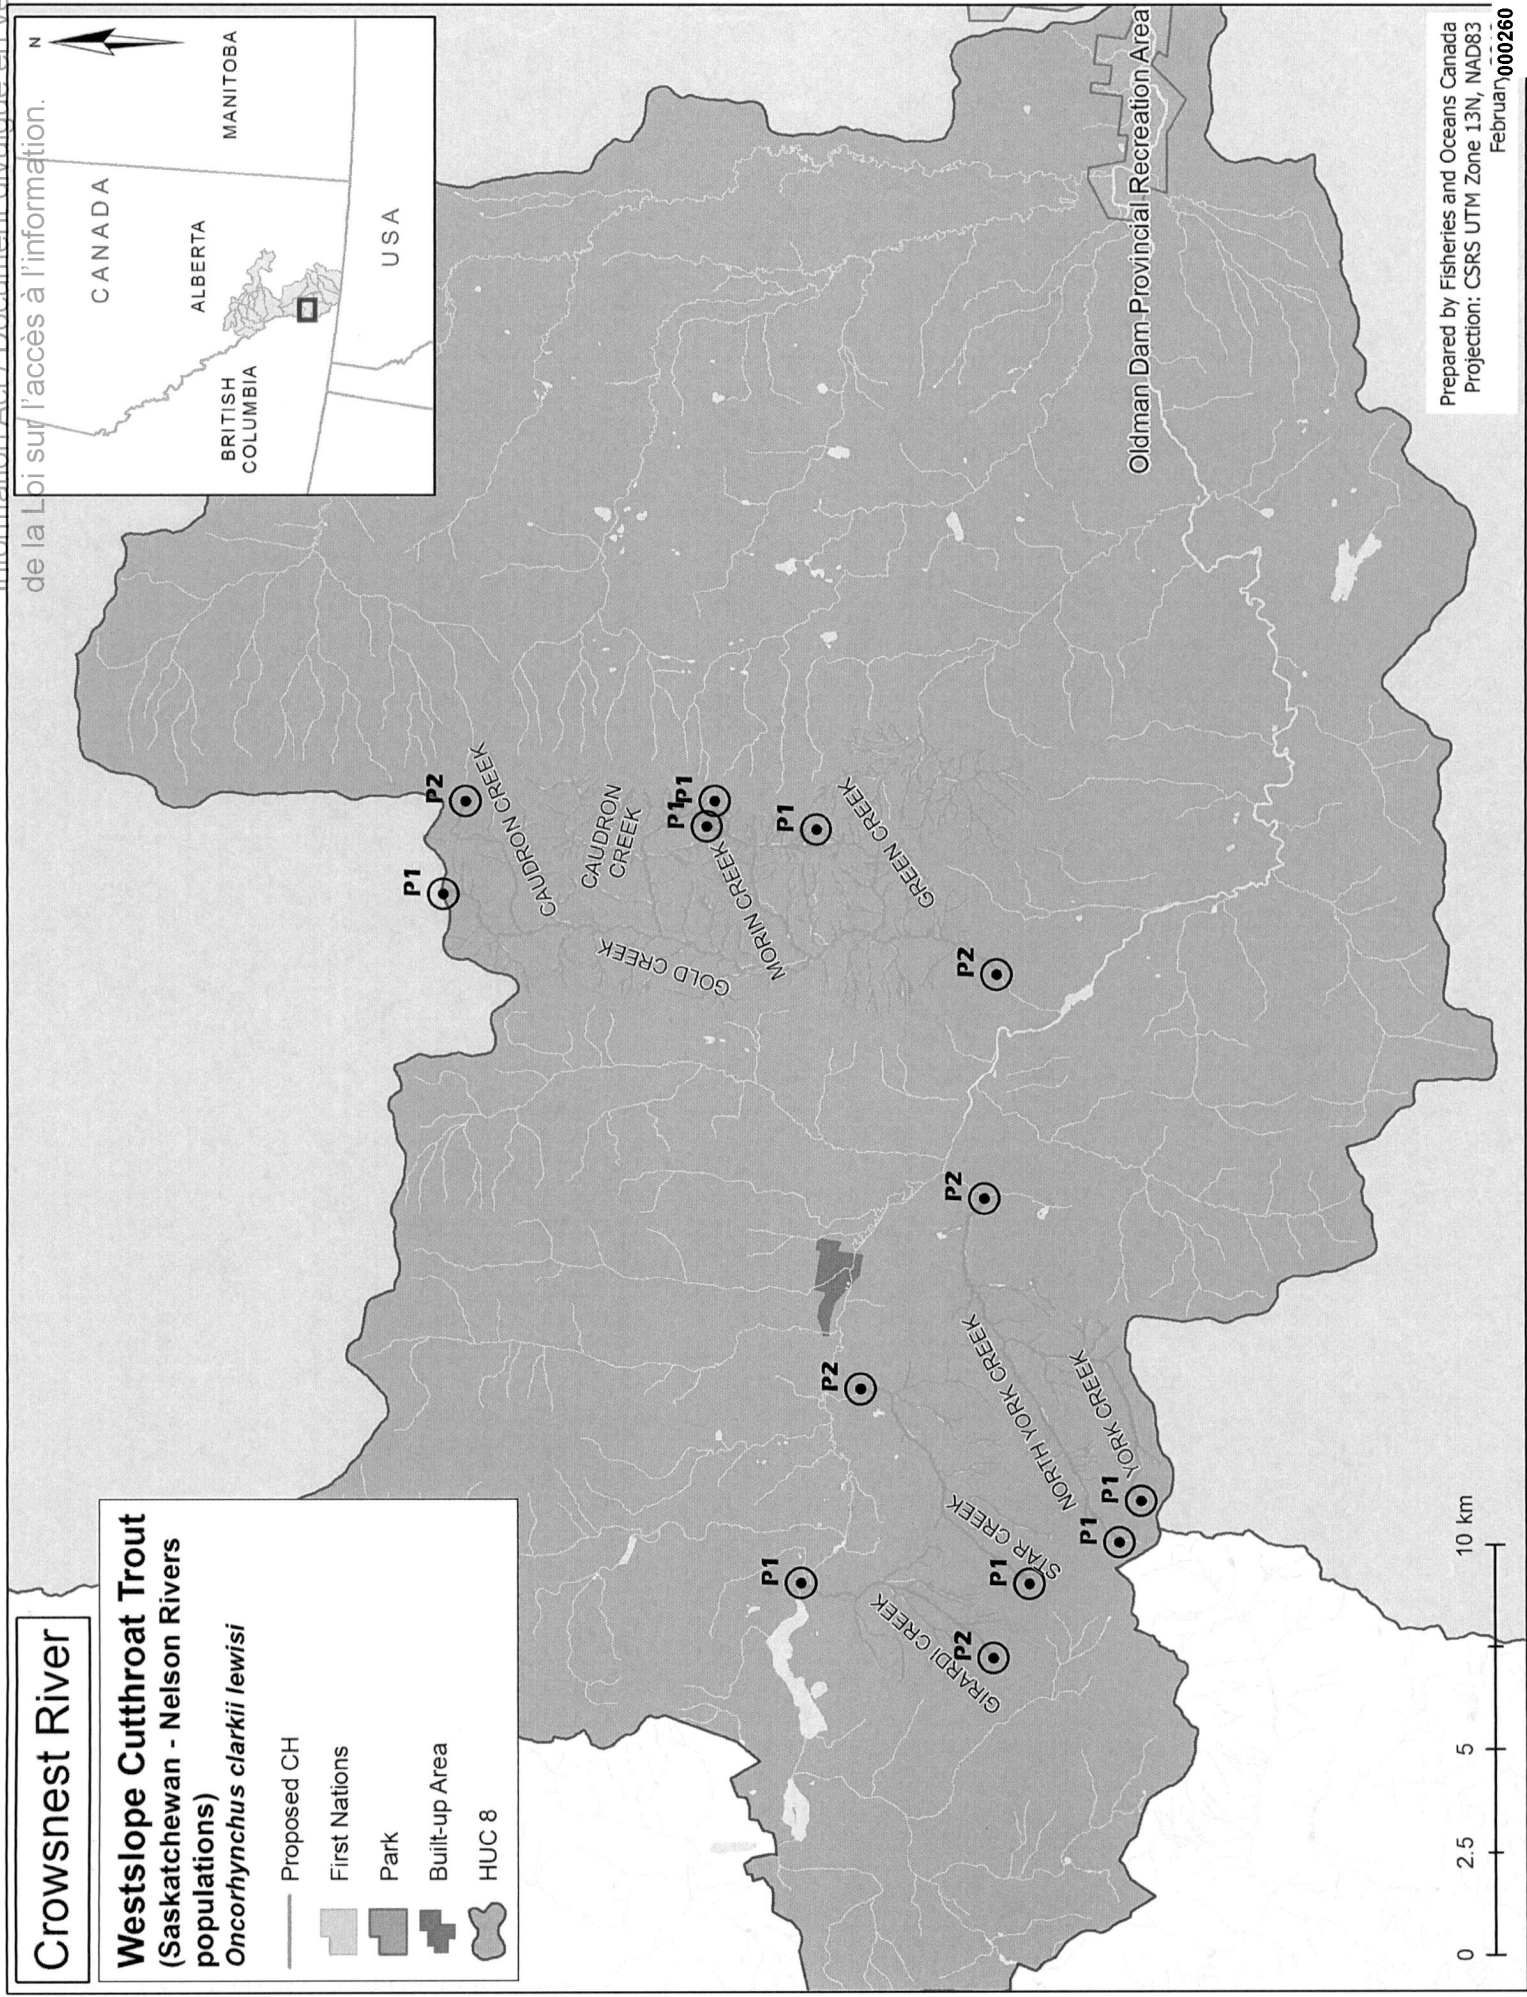 de la Loi sur l'accès à l'information.
Crowsnest River
Westslope Cutthroat Trout
(Saskatchewan - Nelson Rivers
populations)
Oncorhynchus clarkii lewisi
Proposed CH
First Nations
Park
Built-up Area
HUC 8
N
CANADA
MANITOBA
ALBERTA
BRITISH
COLUMBIA
USA
P1
P2
CAUDRON CREEK
CAUDRON
CREEK
GOLD CREEK
P1
P1
MORIN CREEK
P1
GREEN CREEK
P2
P2
P2
P1
GIRARDI CREEK
P2
STAR CREEK
P1
NORTH YORK CREEK
P1
YORK CREEK
P1
Oldman Dam Provincial Recreation Area
0 2.5 5 10 km
Prepared by Fisheries and Oceans Canada
Projection: CSRS UTM Zone 13N, NAD83
February
000260